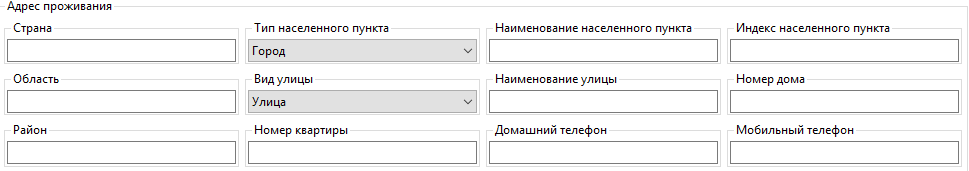 Адрес проживания
Страна Тип населенного пункта Наименование населенного пункта Индекс населенного пункта
Город
Область Вид улицы Наименование улицы Номер дома
Улица
Район Номер квартиры Домашний телефон Мобильный телефон